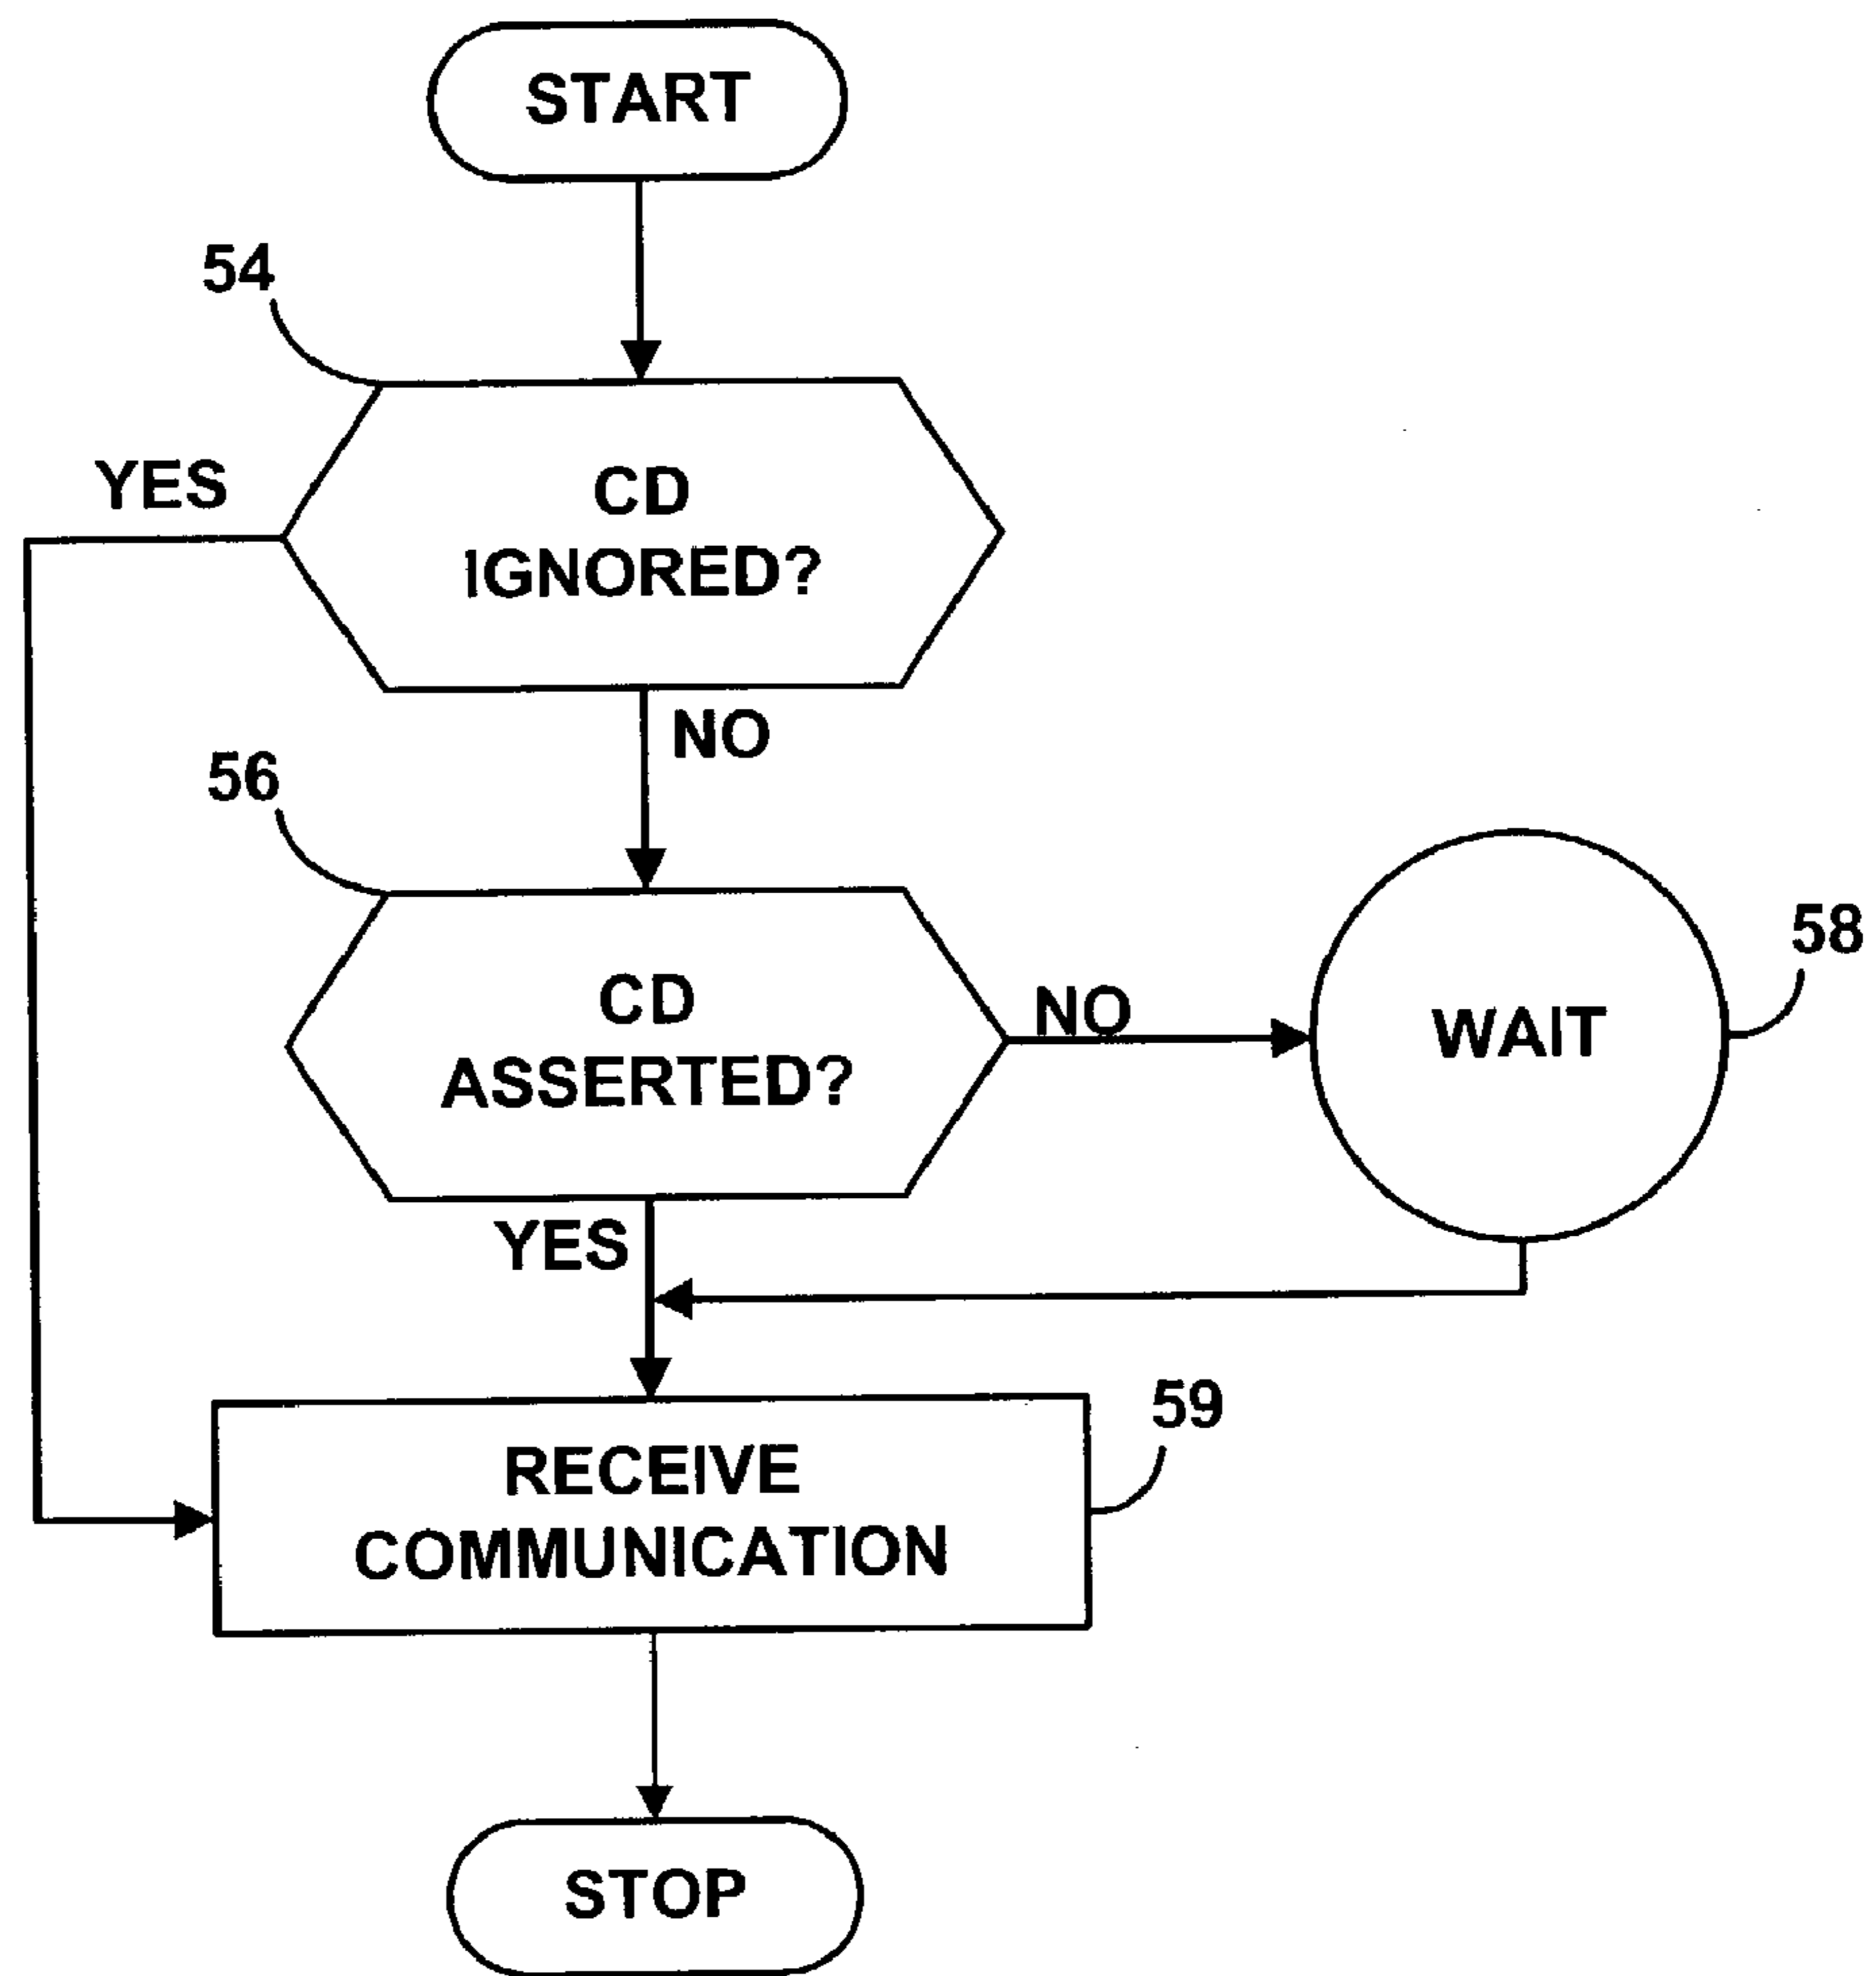 START
54
YES
CD
IGNORED?
NO
56
58
CD
ASSERTED?
NO
WAIT
YES
59
RECEIVE
COMMUNICATION
STOP